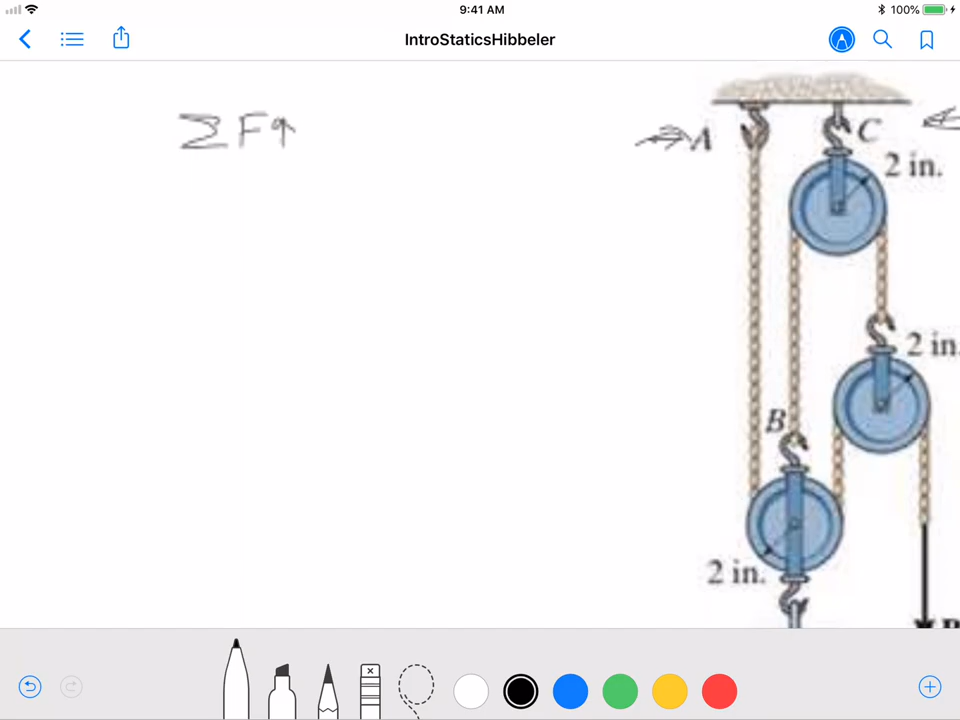 9:41 AM
100%
IntroStaticsHibbeler
ΣF↑
A
C
2 in.
2 in.
B
2 in.